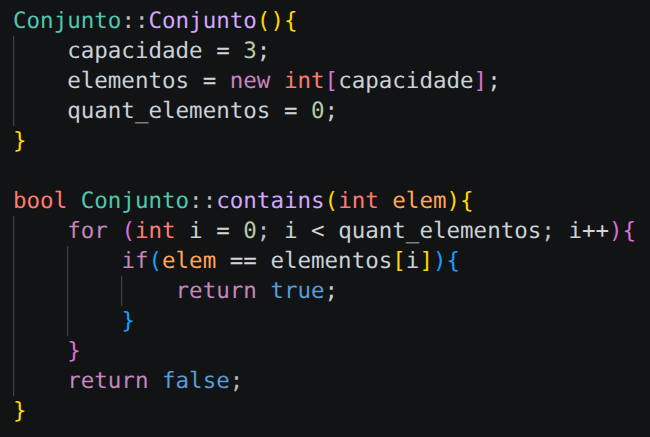 Conjunto::Conjunto(){
    capacidade = 3;
    elementos = new int[capacidade];
    quant_elementos = 0;
}

bool Conjunto::contains(int elem){
    for (int i = 0; i < quant_elementos; i++){
        if(elem == elementos[i]){
            return true;
        }
    }
    return false;
}